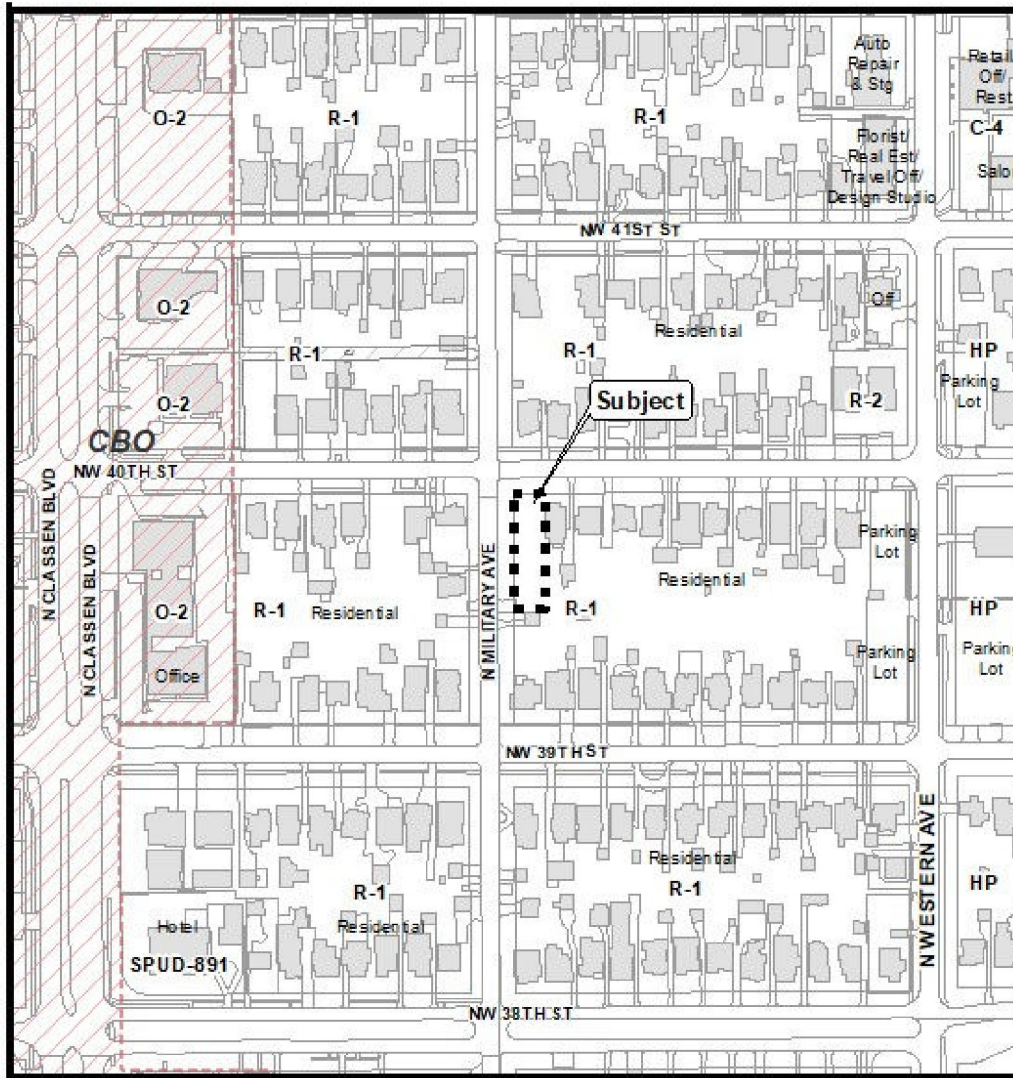 Auto
Repair
& Stg
Retail
Off/
Rest
O-2
R-1
R-1
C-4
Florist/
Real Est/
Travel Off/
Design Studio
Salo
NW 41ST ST
O-2
Off
Residential
R-1
R-1
HP
Parking
Lot
O-2
Subject
R-2
CBO
NW 40TH ST
N CLASSEN BLVD
N CLASSEN BLVD
N MILITARY AVE
Parking
Lot
Residential
O-2
R-1
Residential
R-1
HP
Office
Parking
Lot
Parking
Lot
NW 39TH ST
N WESTERN AVE
Residential
R-1
R-1
HP
Hotel
Residential
SPUD-891
NW 38TH ST